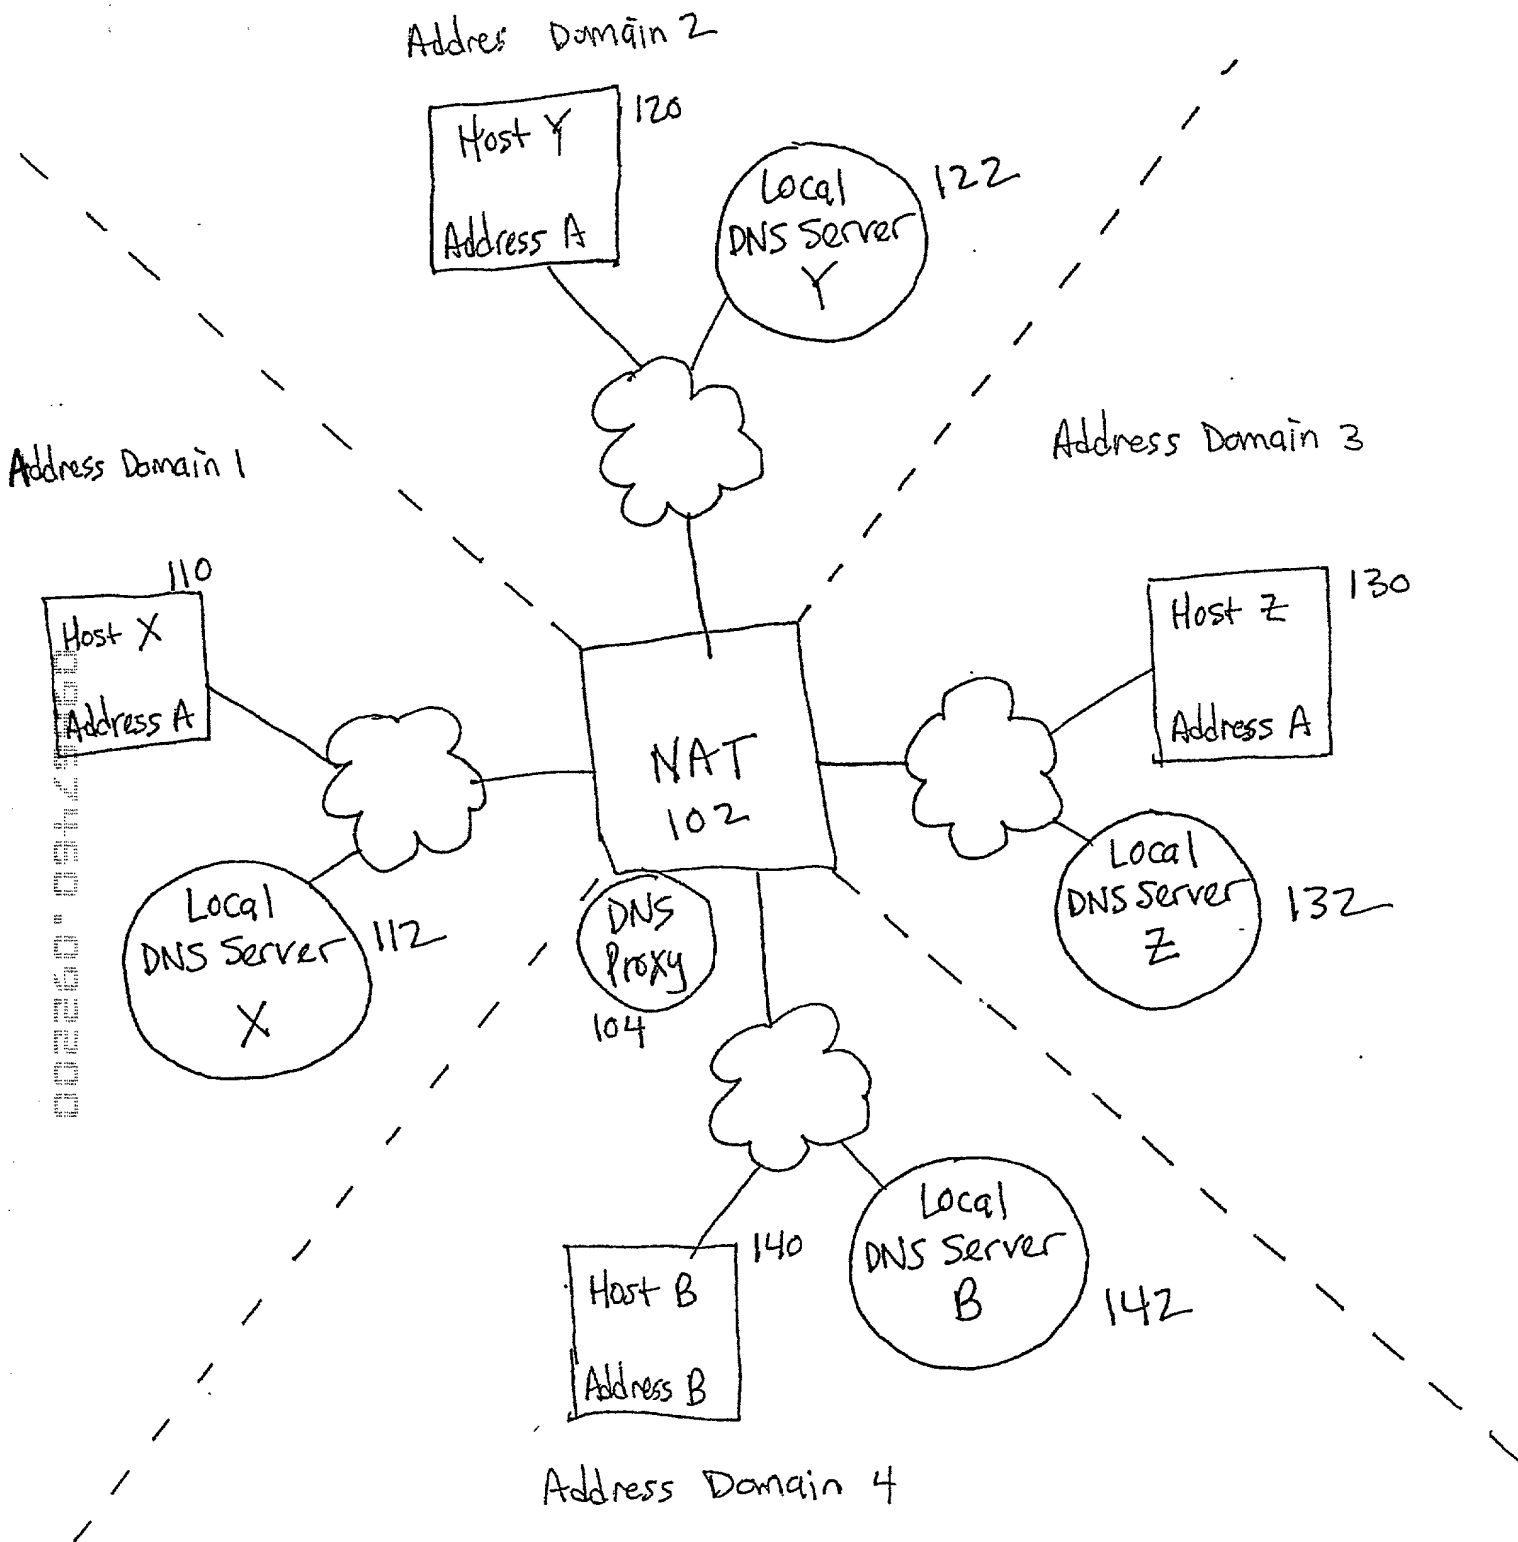 Addres Domain 2
Host Y
Address A
120
Local
DNS Server
Y
122
Address Domain 1
Address Domain 3
110
Host X
Address A
Host Z
Address A
130
NAT
102
Local
DNS Server
X
112
DNS
Proxy
104
Local
DNS Server
Z
132
Host B
Address B
140
Local
DNS Server
B
142
Address Domain 4